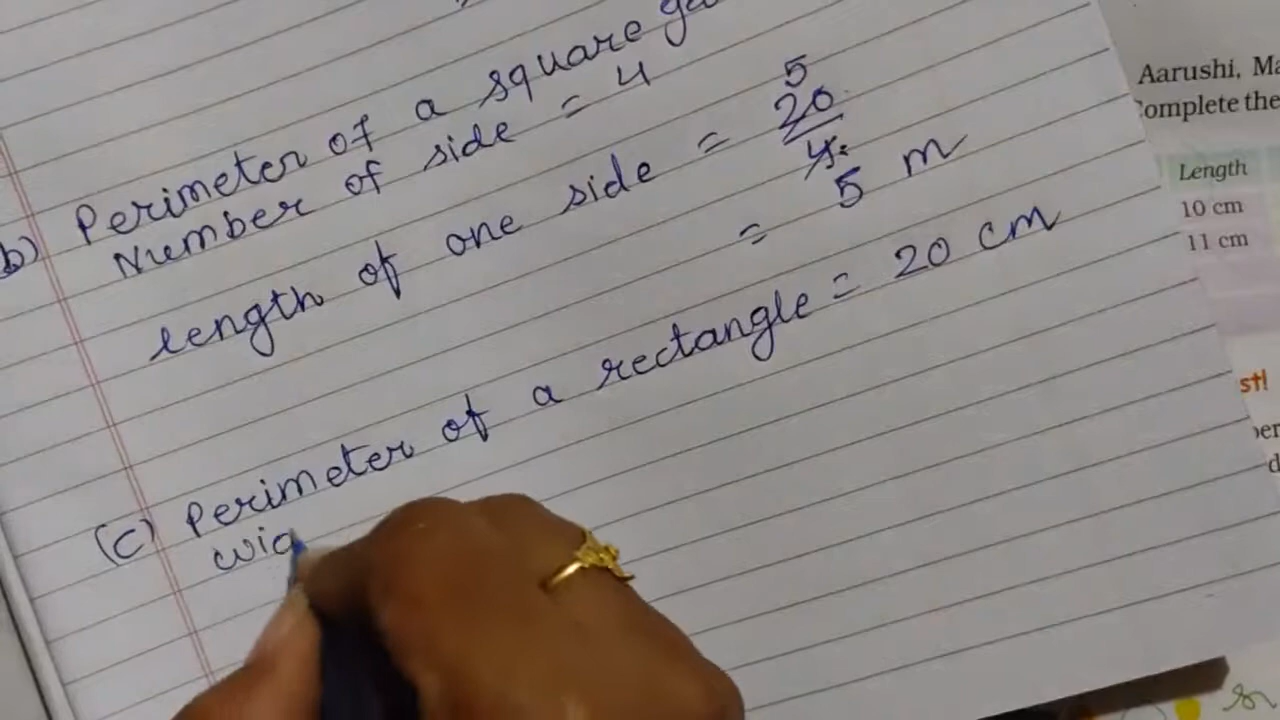 b) Perimeter of a square
Number of side = 4
length of one side = 20/4 5
= 5 m
(c) Perimeter of a rectangle = 20 cm
Aarushi,
Complete the
Length
10 cm
11 cm